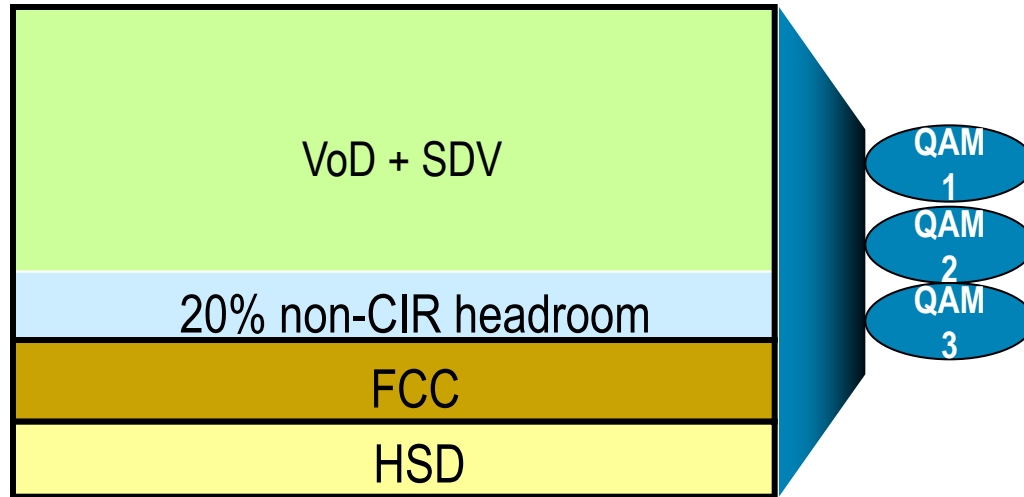 VoD + SDV
20% non-CIR headroom
FCC
HSD
QAM
1
QAM
2
QAM
3